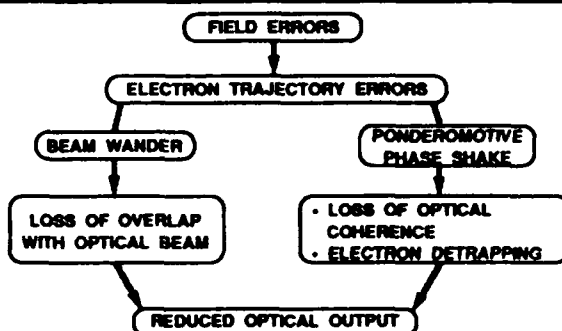 FIELD ERRORS
ELECTRON TRAJECTORY ERRORS
BEAM WANDER
PONDEROMOTIVE
PHASE SHAKE
LOSS OF OVERLAP
WITH OPTICAL BEAM
• LOSS OF OPTICAL
COHERENCE
• ELECTRON DETRAPPING
REDUCED OPTICAL OUTPUT